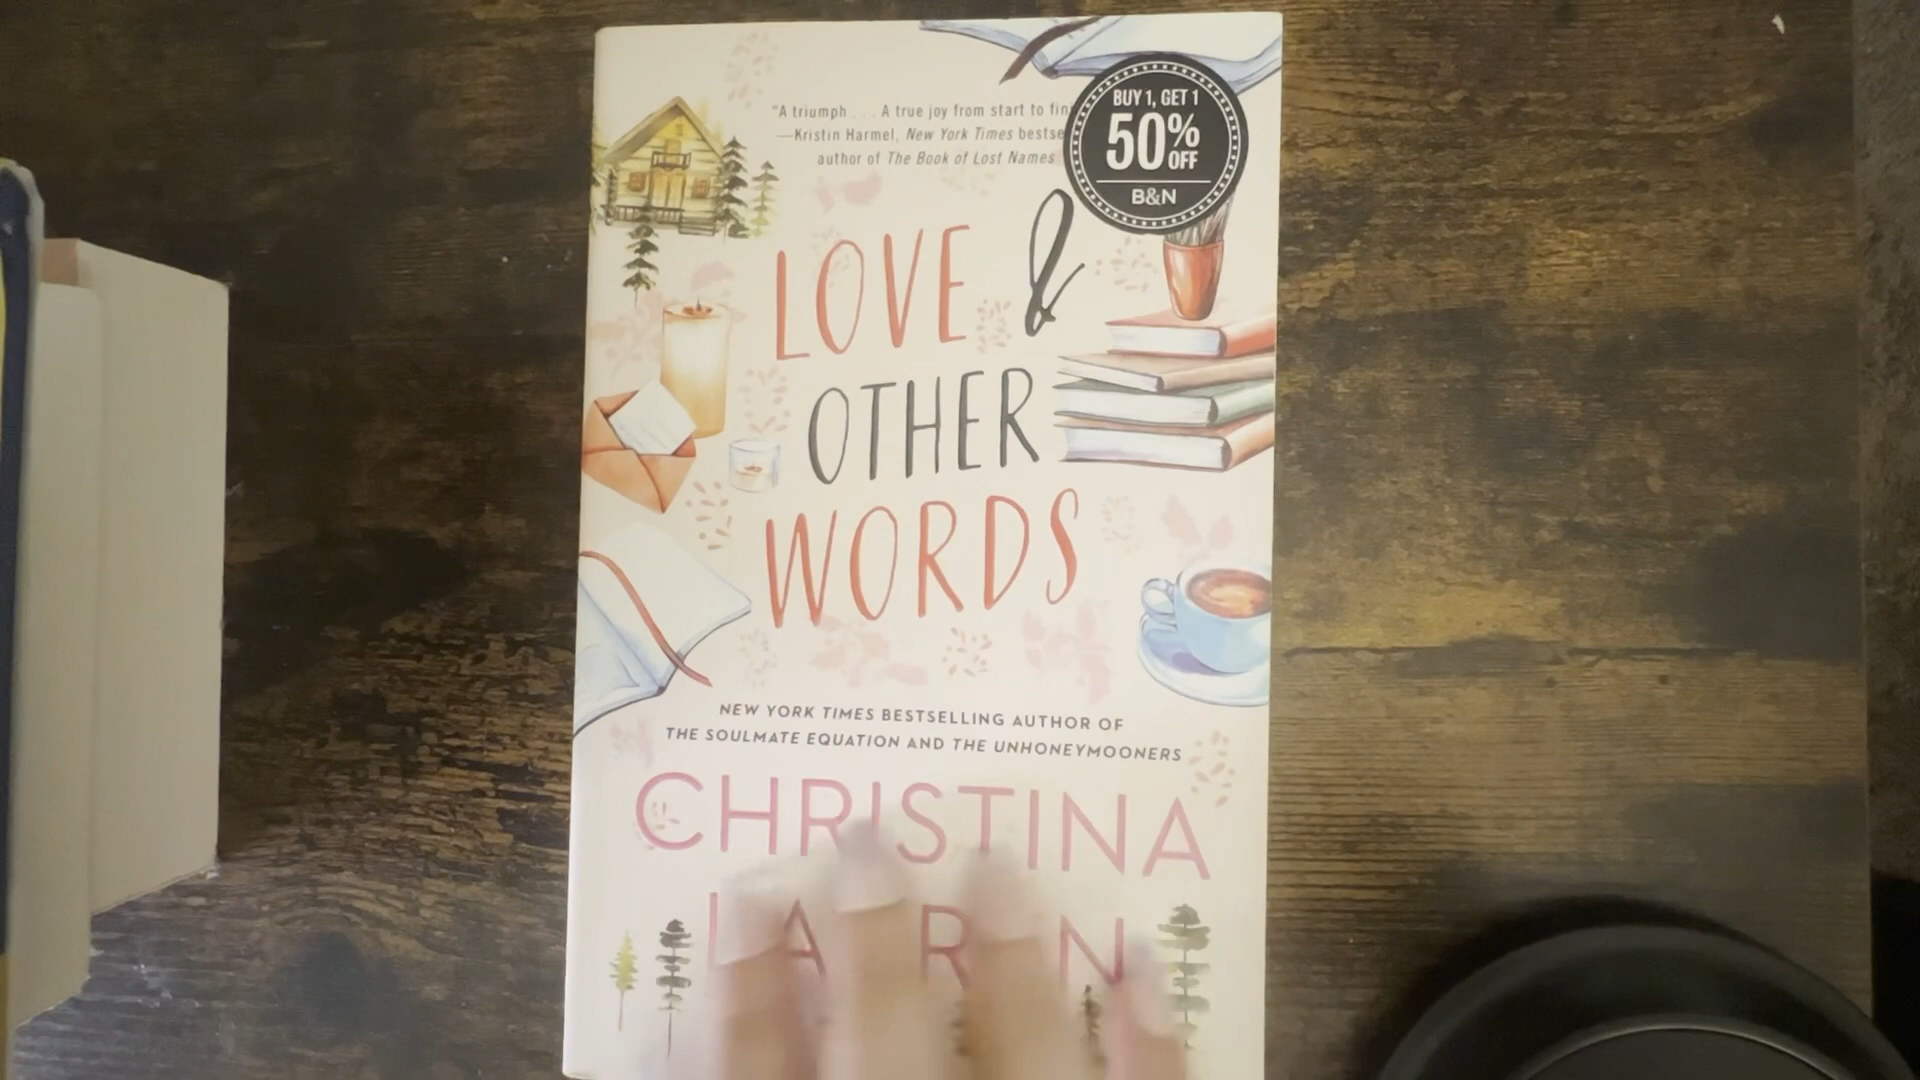 "A triumph . . . A true joy from start to
—Kristin Harmel, New York Times
author of The Book of Lost Names
BUY 1, GET 1
50% OFF
B&N
LOVE &
OTHER
WORDS
NEW YORK TIMES BESTSELLING AUTHOR OF
THE SOULMATE EQUATION AND THE UNHONEYMOONERS
CHRISTINA